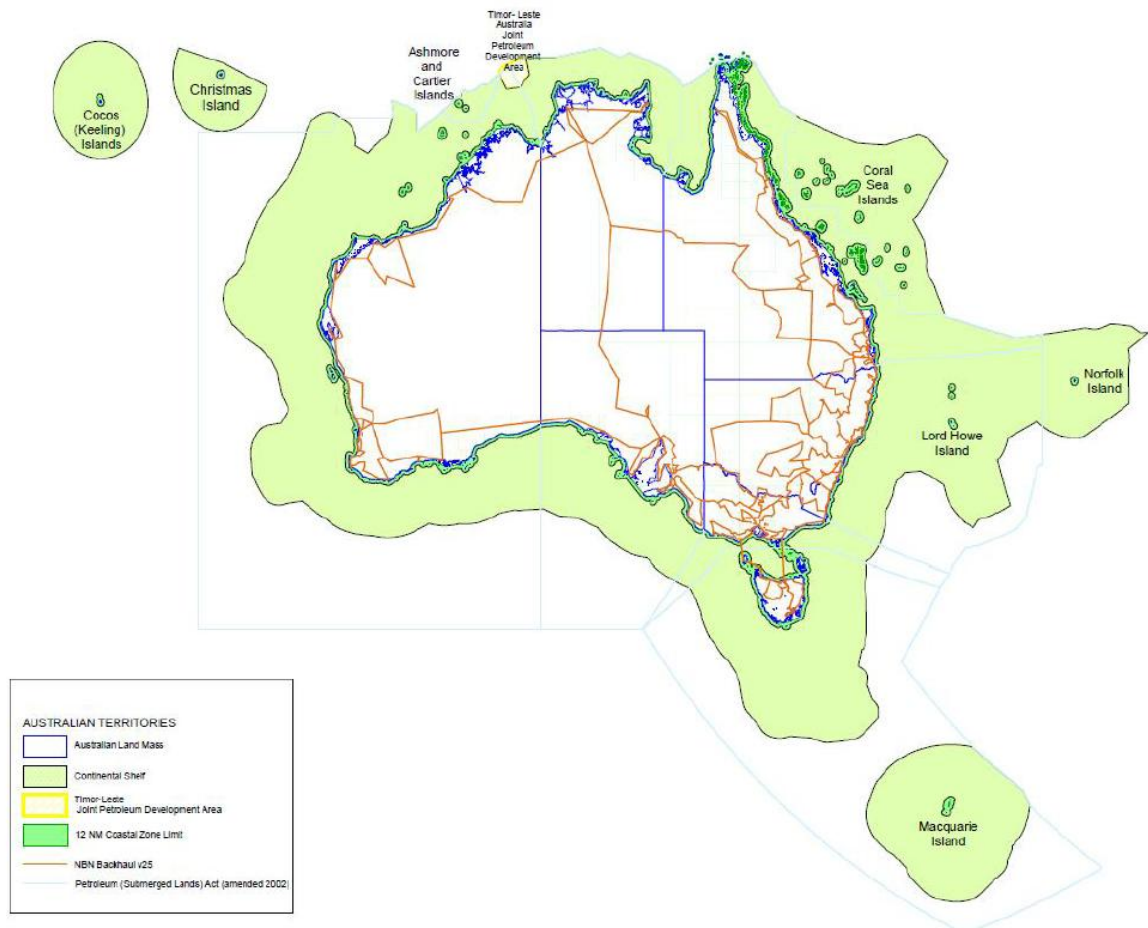 Timor- Leste
Australia
Joint
Petroleum
Development
Area
Ashmore
and
Cartier
Islands
Christmas
Island
Cocos
(Keeling)
Islands
Coral
Sea
Islands
Norfolk
Island
Lord Howe
Island
Macquarie
Island
AUSTRALIAN TERRITORIES
Australian Land Mass
Continental Shelf
Timor-Leste
Joint Petroleum Development Area
12 NM Coastal Zone Limit
NBN Backhaul v25
Petroleum (Submerged Lands) Act (amended 2002)